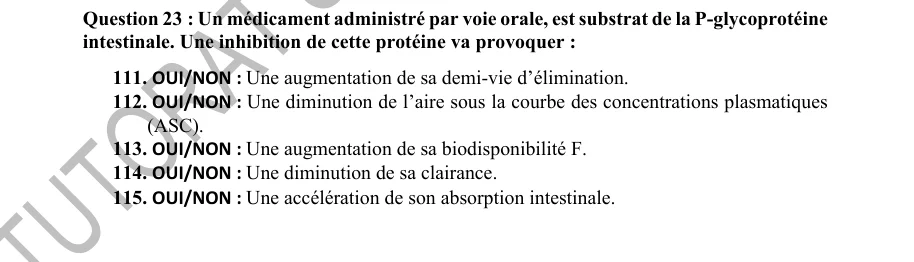 Question 23 : Un médicament administré par voie orale, est substrat de la P-glycoprotéine
intestinale. Une inhibition de cette protéine va provoquer :
111. OUI/NON : Une augmentation de sa demi-vie d'élimination.
112. OUI/NON : Une diminution de l'aire sous la courbe des concentrations plasmatiques
(ASC).
113. OUI/NON : Une augmentation de sa biodisponibilité F.
114. OUI/NON : Une diminution de sa clairance.
115. OUI/NON : Une accélération de son absorption intestinale.
TUTORAT